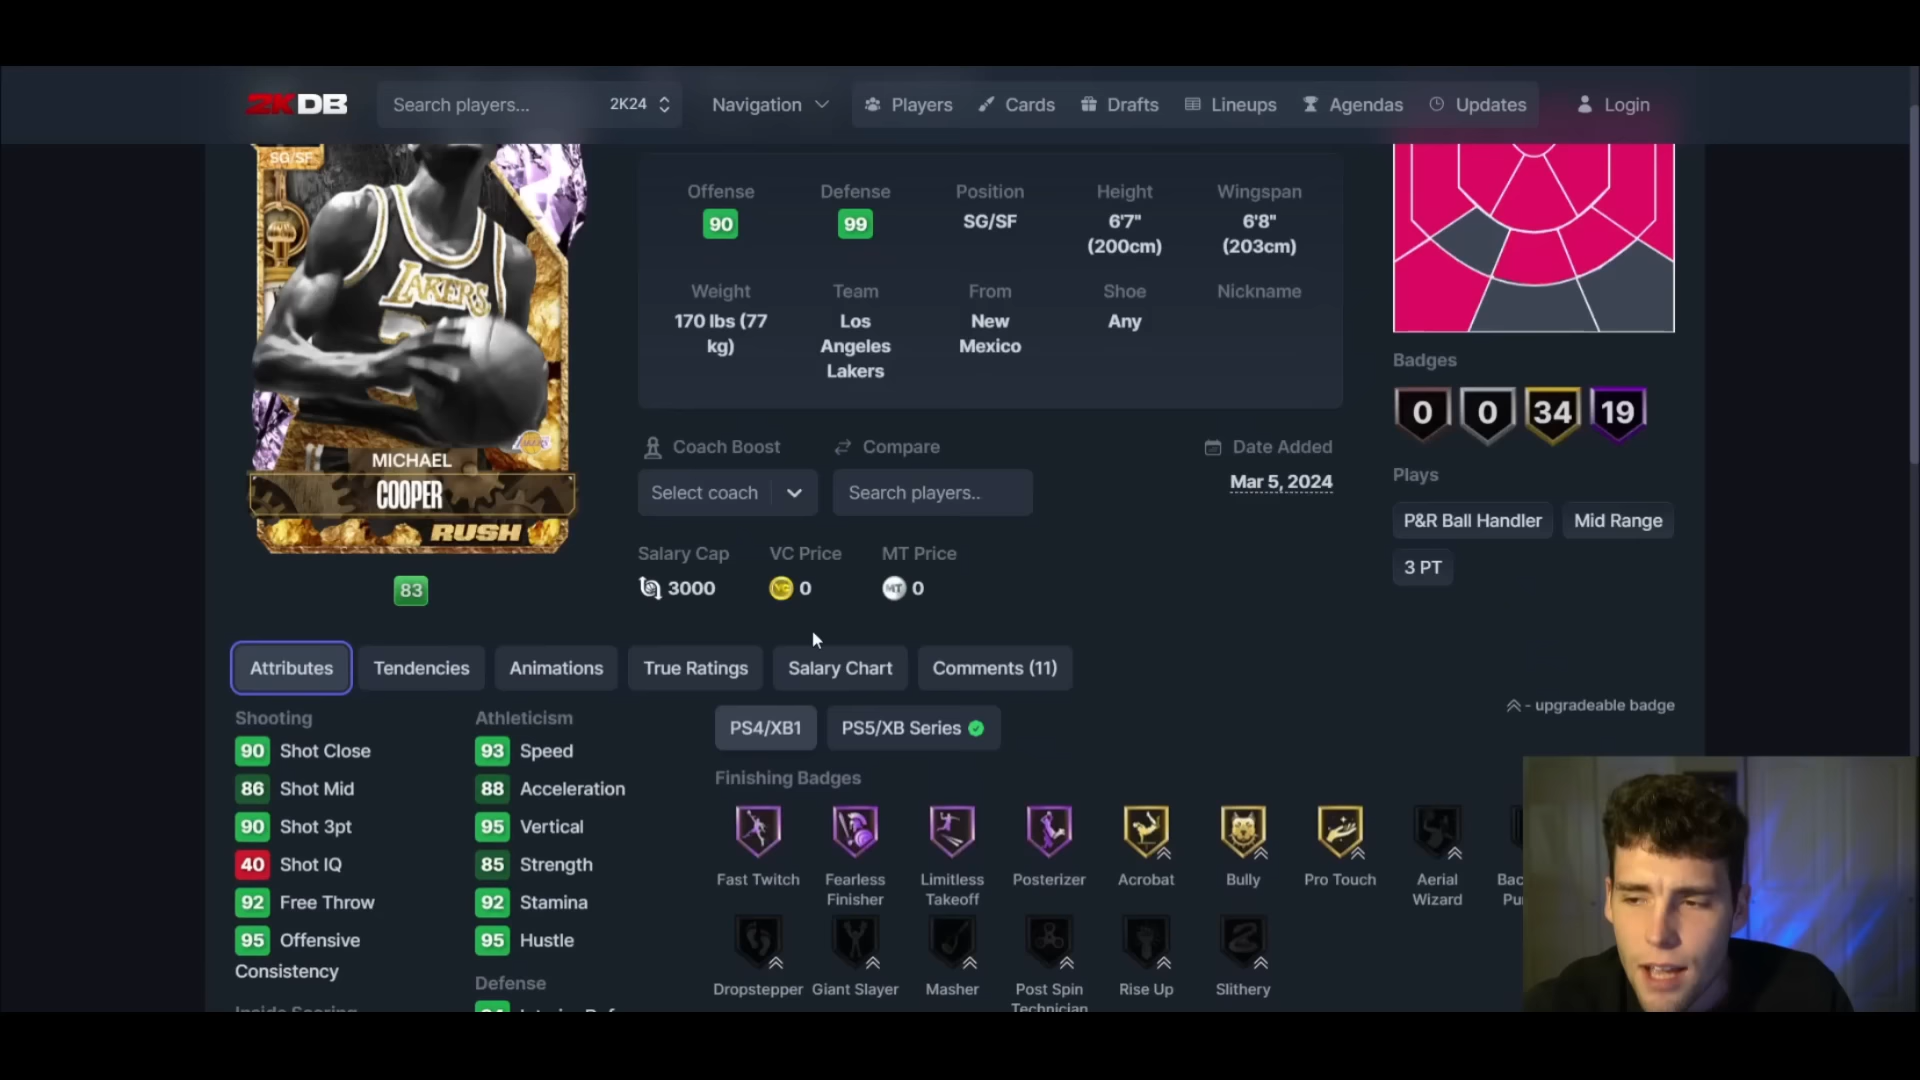 2KDB
Search players...
2K24
Navigation
Players
Cards
Drafts
Lineups
Agendas
Updates
Login
SG/SF
LAKERS
MICHAEL
COOPER
RUSH
83
Offense
Defense
Position
Height
Wingspan
90
99
SG/SF
6'7"
(200cm)
6'8"
(203cm)
Weight
Team
From
Shoe
Nickname
170 lbs (77
kg)
Los
Angeles
Lakers
New
Mexico
Any
Coach Boost
Compare
Date Added
Select coach
Search players..
Mar 5, 2024
Salary Cap
VC Price
MT Price
3000
VC 0
MT 0
Badges
0
0
34
19
Plays
P&R Ball Handler
Mid Range
3 PT
Attributes
Tendencies
Animations
True Ratings
Salary Chart
Comments (11)
- upgradeable badge
Shooting
90 Shot Close
86 Shot Mid
90 Shot 3pt
40 Shot IQ
92 Free Throw
95 Offensive
Consistency
Athleticism
93 Speed
88 Acceleration
95 Vertical
85 Strength
92 Stamina
95 Hustle
Defense
PS4/XB1
PS5/XB Series
Finishing Badges
Fast Twitch
Fearless
Finisher
Limitless
Takeoff
Posterizer
Acrobat
Bully
Pro Touch
Aerial
Wizard
Dropstepper
Giant Slayer
Masher
Post Spin
Technician
Rise Up
Slithery